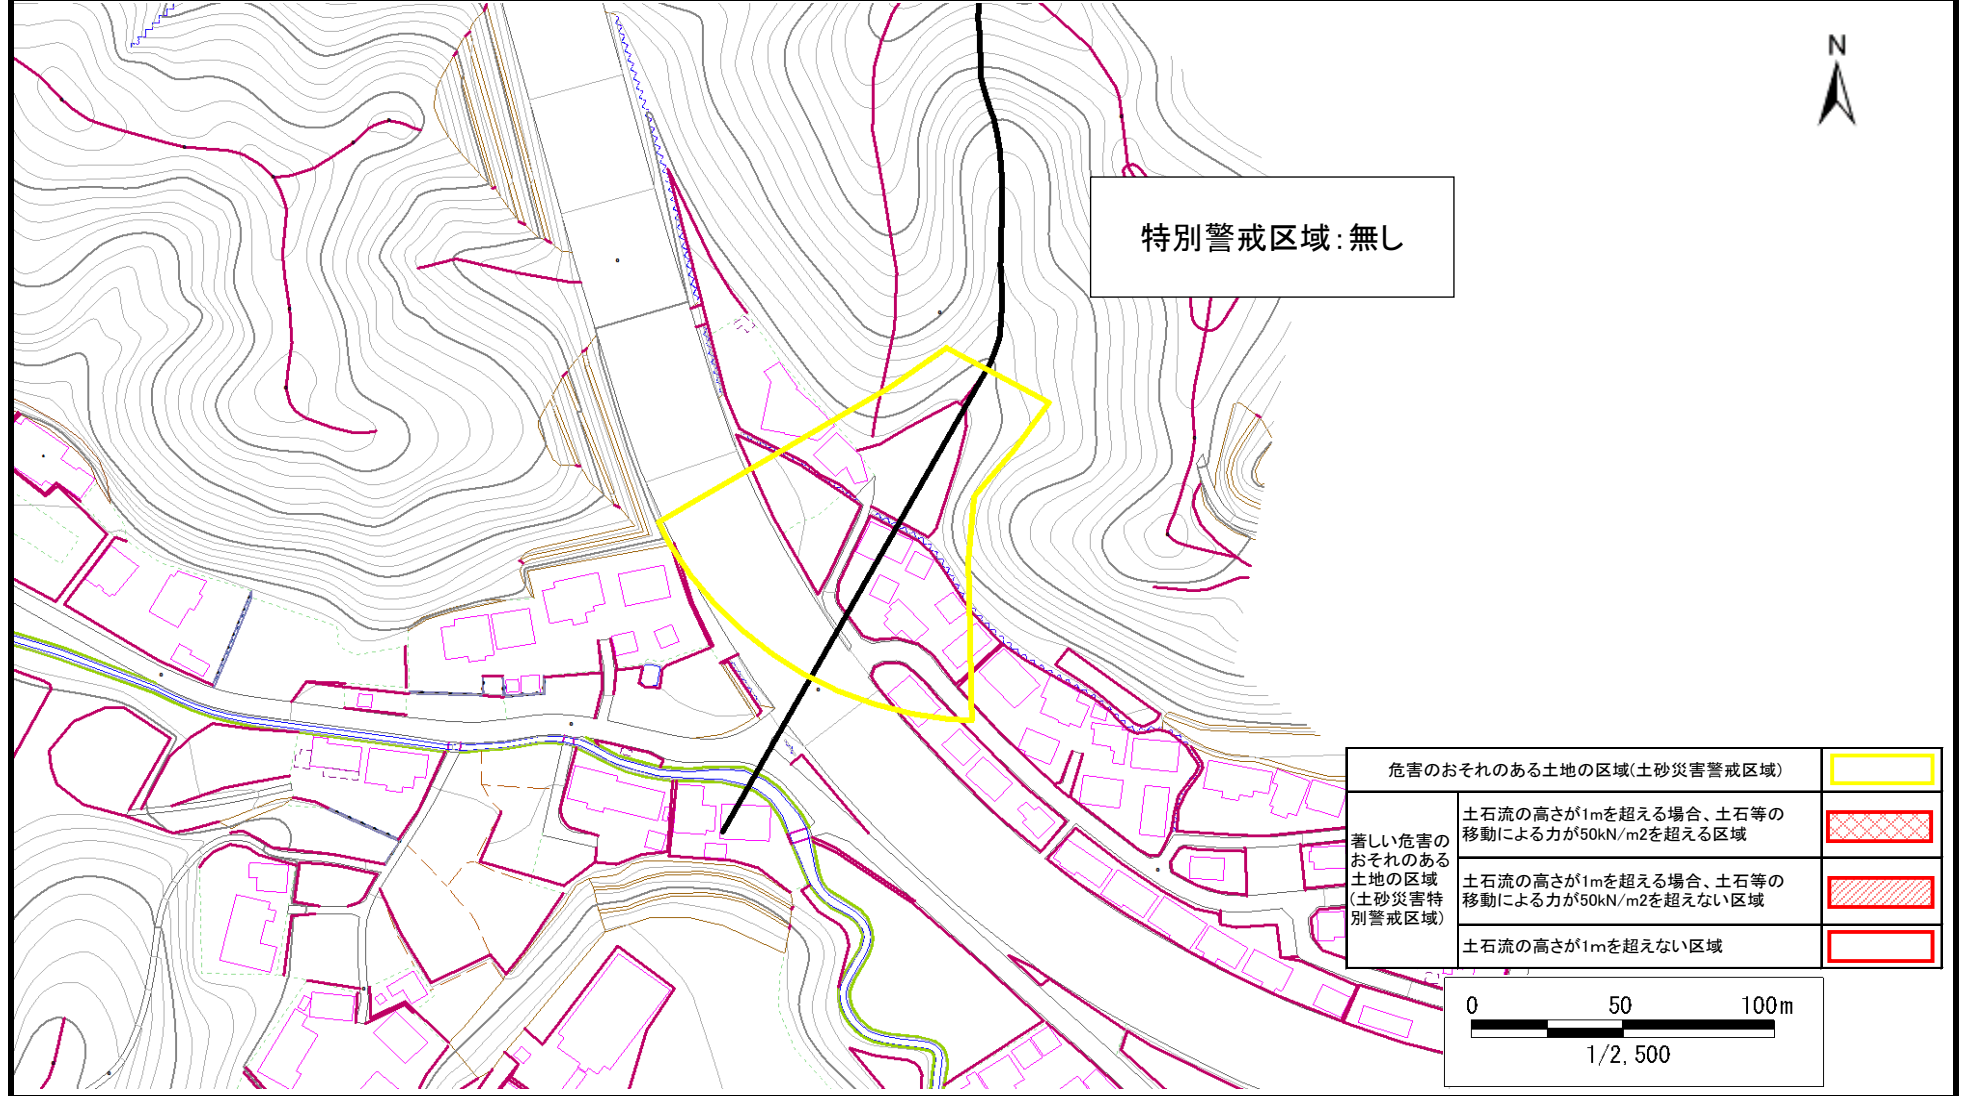 N
特別警戒区域：無し
危害のおそれのある土地の区域(土砂災害警戒区域)
著しい危害の
おそれのある
土地の区域
(土砂災害特
別警戒区域)
土石流の高さが1mを超える場合、土石等の
移動による力が50kN/m2を超える区域
土石流の高さが1mを超える場合、土石等の
移動による力が50kN/m2を超えない区域
土石流の高さが1ｍを超えない区域
0 50 100m
1/2,500